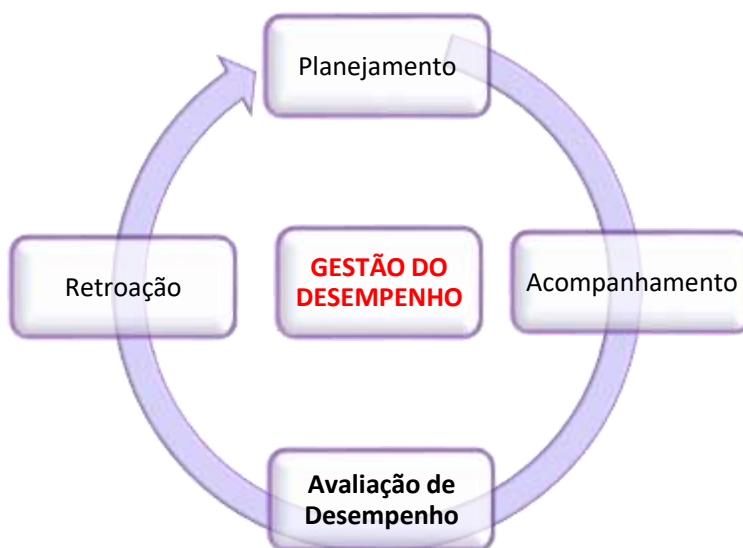 Planejamento
Retroação
GESTÃO DO
DESEMPENHO
Acompanhamento
Avaliação de
Desempenho